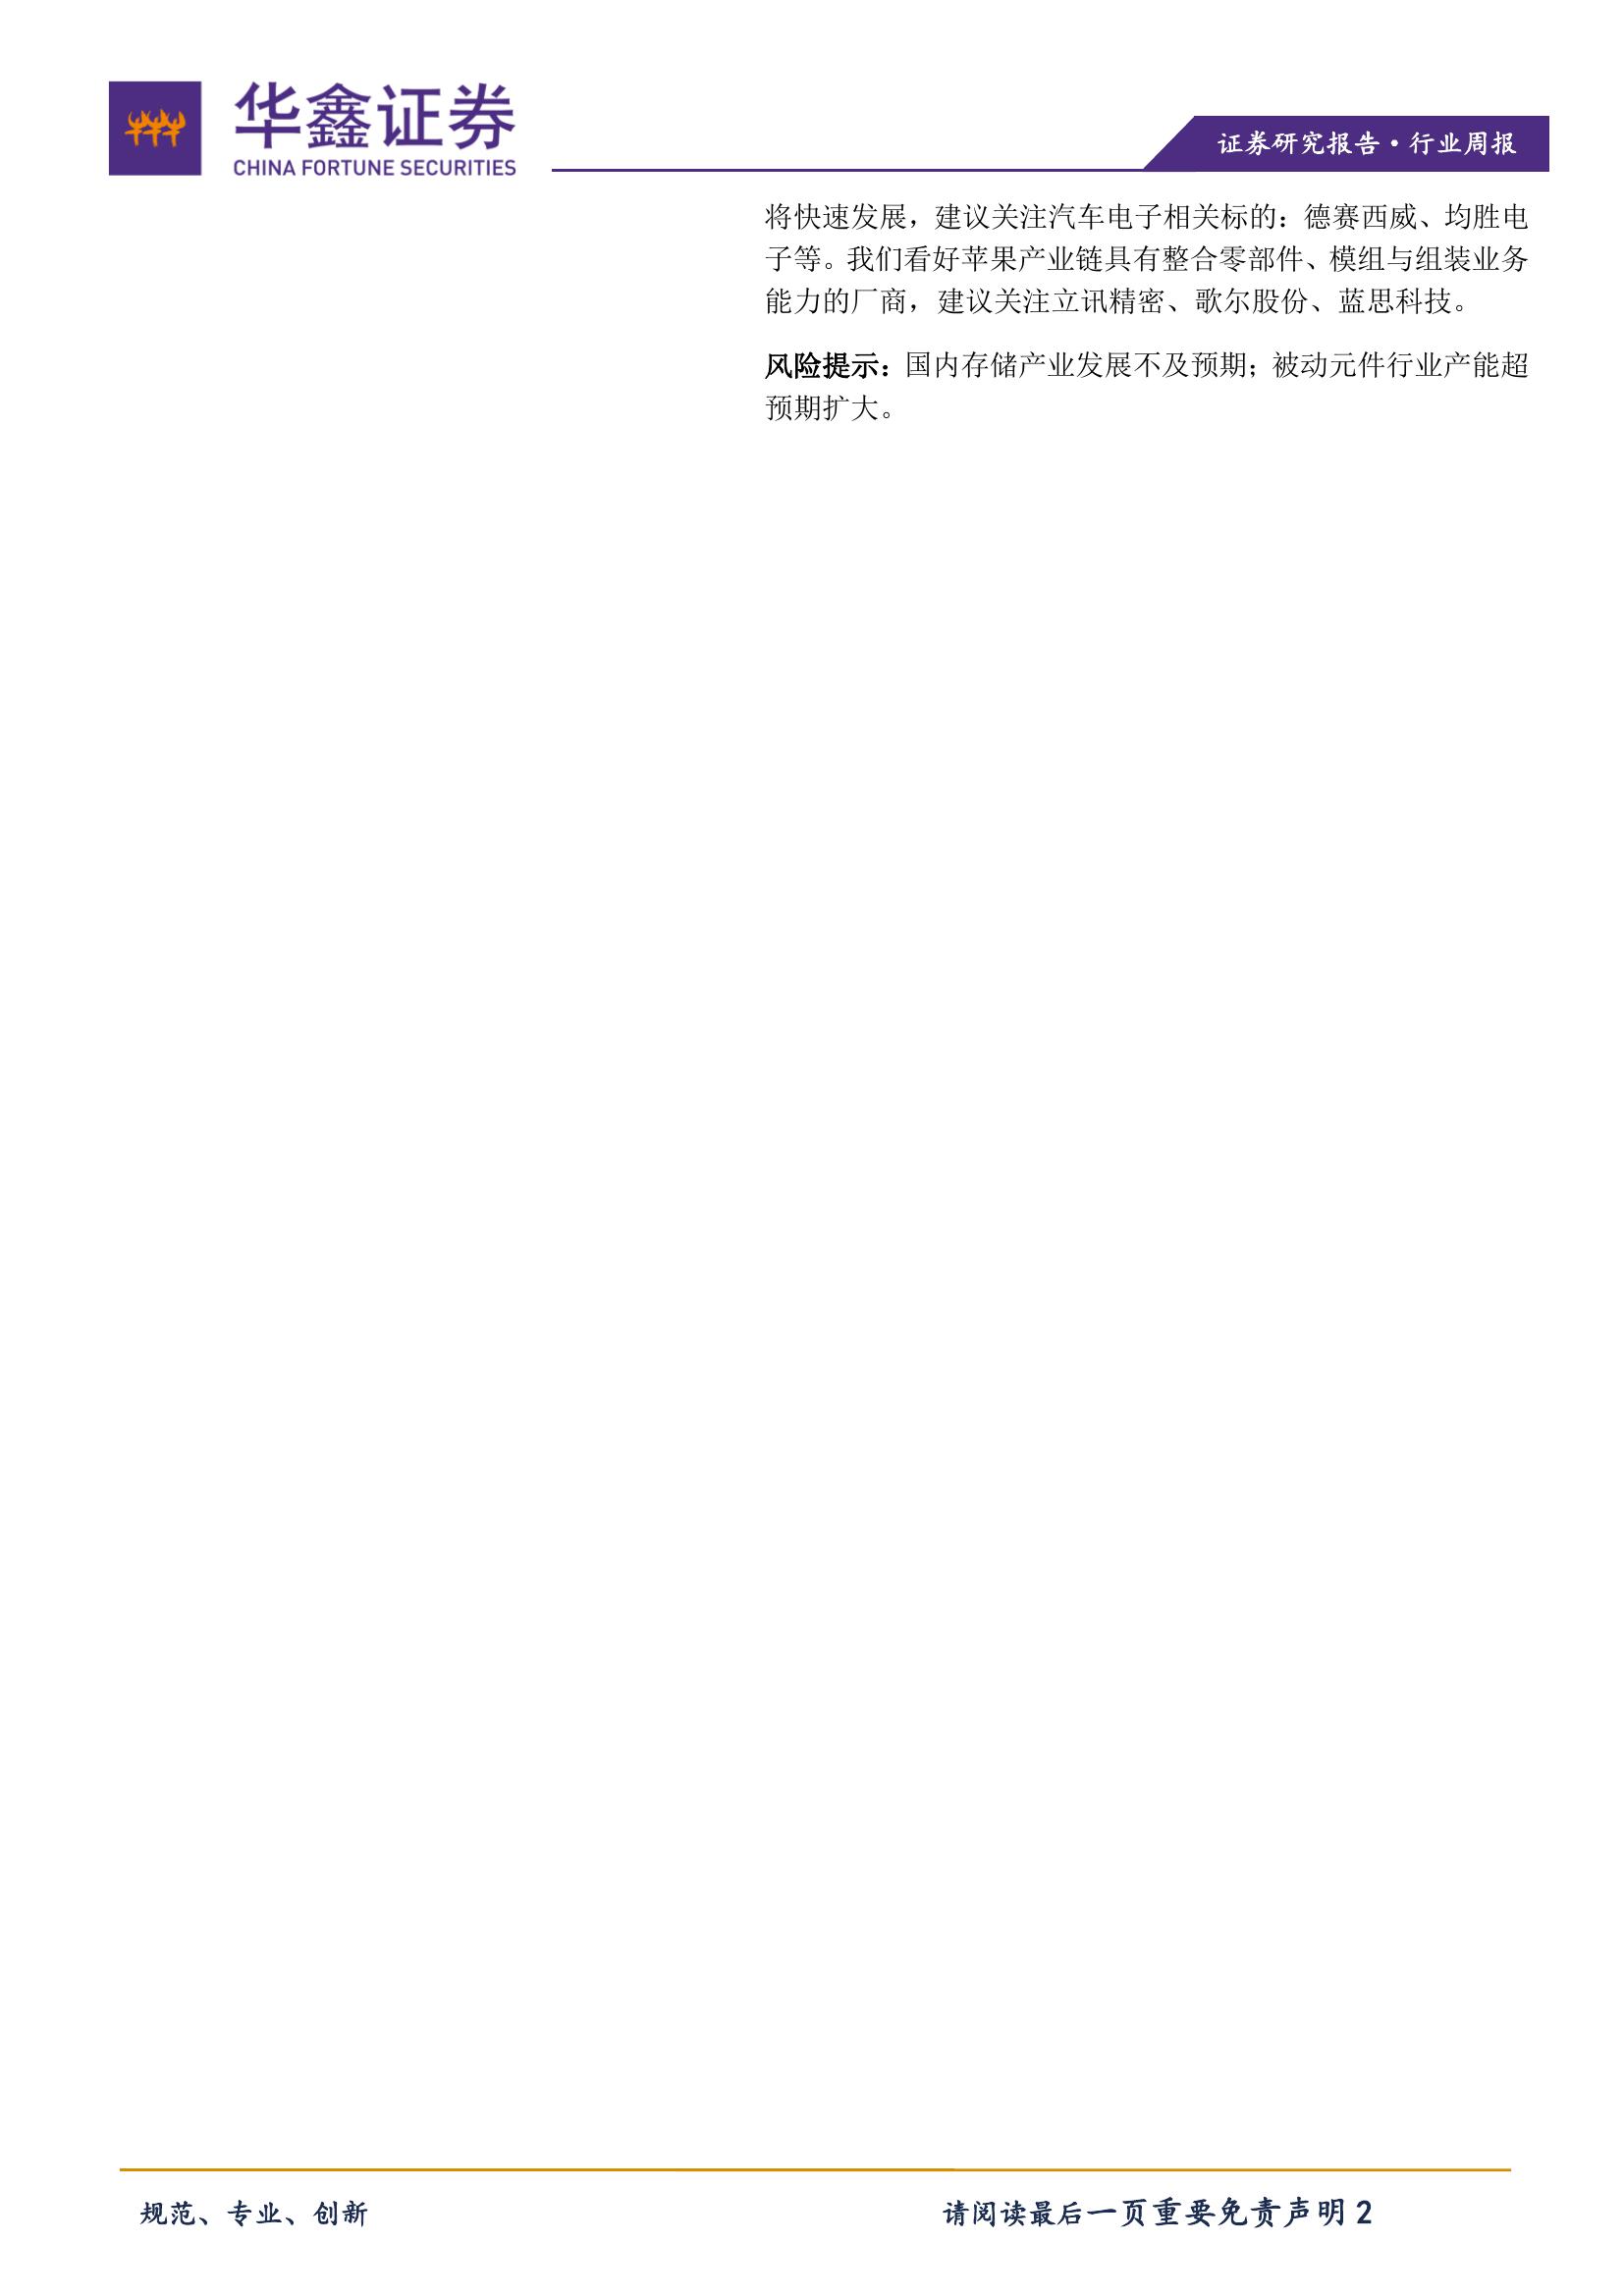 华鑫证券
CHINA FORTUNE SECURITIES
证券研究报告·行业周报
将快速发展，建议关注汽车电子相关标的：德赛西威、均胜电
子等。我们看好苹果产业链具有整合零部件、模组与组装业务
能力的厂商，建议关注立讯精密、歌尔股份、蓝思科技。
风险提示：国内存储产业发展不及预期；被动元件行业产能超
预期扩大。
规范、专业、创新
请阅读最后一页重要免责声明 2